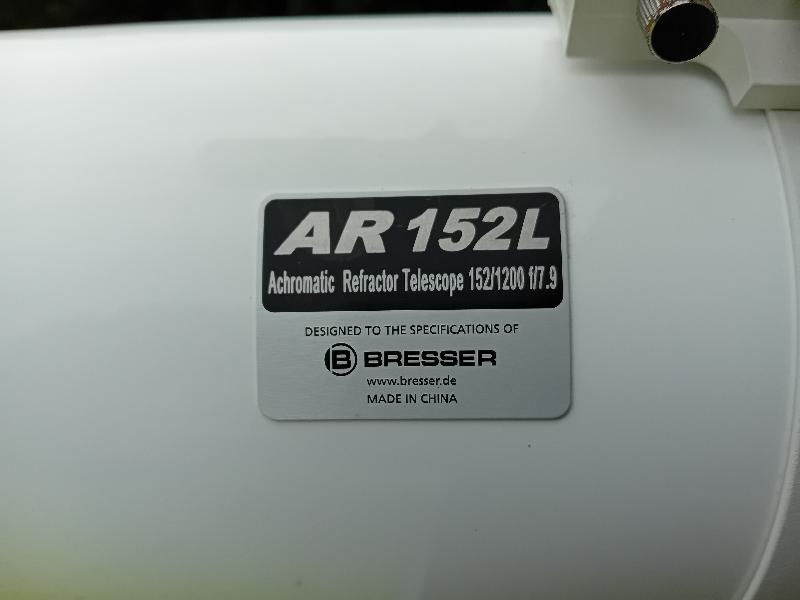 AR 152L
Achromatic Refractor Telescope 152/1200 f/7.9
DESIGNED TO THE SPECIFICATIONS OF
B BRESSER
www.bresser.de
MADE IN CHINA